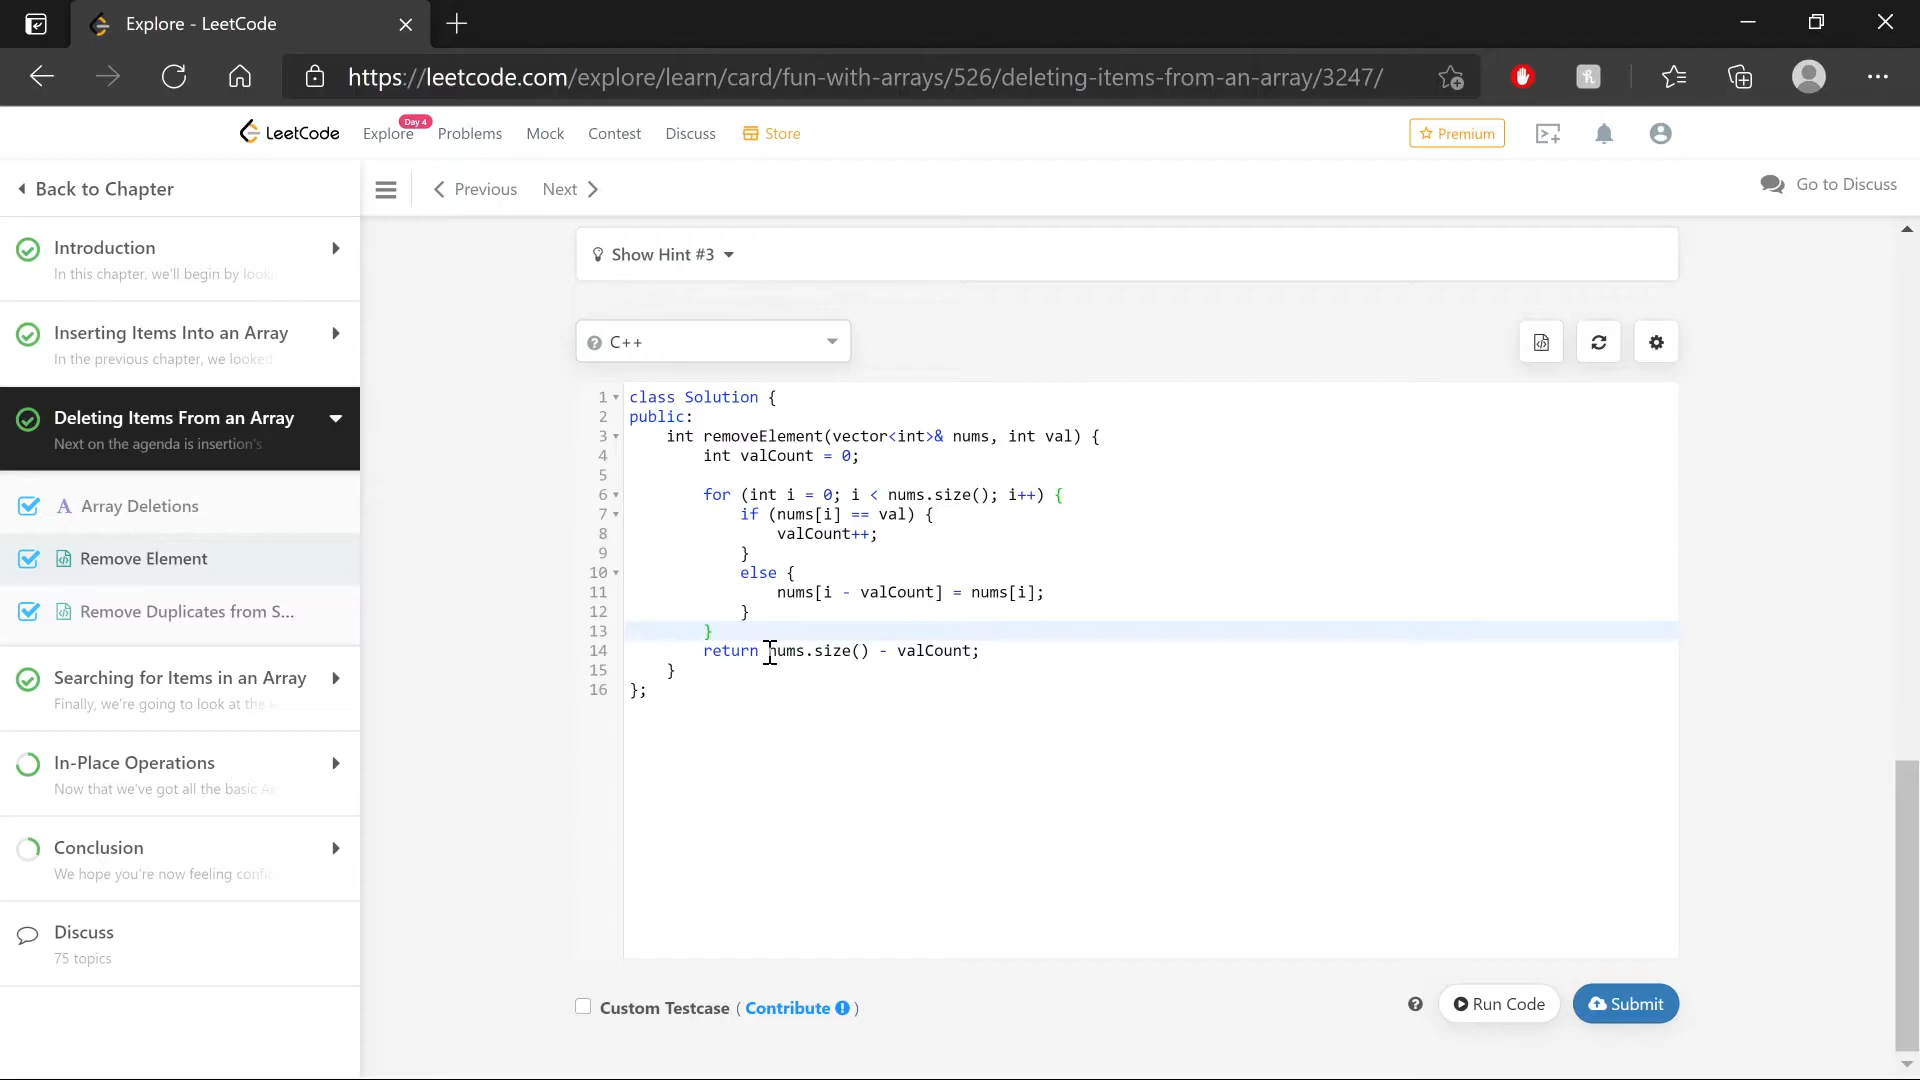 Explore - LeetCode
https://leetcode.com/explore/learn/card/fun-with-arrays/526/deleting-items-from-an-array/3247/
LeetCode Explore Day 4 Problems Mock Contest Discuss Store Premium
Back to Chapter Previous Next Go to Discuss
Introduction
In this chapter, we'll begin by look
Inserting Items Into an Array
In the previous chapter, we looked
Deleting Items From an Array
Next on the agenda is insertion's
A Array Deletions
Remove Element
Remove Duplicates from S...
Searching for Items in an Array
Finally, we're going to look at the
In-Place Operations
Now that we've got all the basic Ar
Conclusion
We hope you're now feeling confid
Discuss
75 topics
Show Hint #3
C++
1 class Solution {
2 public:
3 int removeElement(vector<int>& nums, int val) {
4 int valCount = 0;
5
6 for (int i = 0; i < nums.size(); i++) {
7 if (nums[i] == val) {
8 valCount++;
9 }
10 else {
11 nums[i - valCount] = nums[i];
12 }
13 }
14 return nums.size() - valCount;
15 }
16 };
Custom Testcase ( Contribute )
Run Code Submit